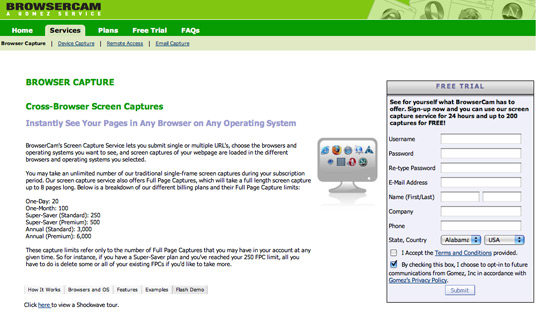 BROWSERCAM
A GOMEZ SERVICE
Home Services Plans Free Trial FAQs
Browser Capture | Device Capture | Remote Access | Email Capture
BROWSER CAPTURE
Cross-Browser Screen Captures
Instantly See Your Pages in Any Browser on Any Operating System
BrowserCam's Screen Capture Service lets you submit single or multiple URL's, choose the browsers and
operating systems you want to see, and screen captures of your webpage are loaded in the different
browsers and operating systems you selected.
You may take an unlimited number of our traditional single-frame screen captures during your subscription
period. Our screen capture service also offers Full Page Captures, which will take a full length screen capture
up to 8 pages long. Below is a breakdown of our different billing plans and their Full Page Capture limits:
One-Day: 20
One-Month: 100
Super-Saver (Standard): 250
Super-Saver (Premium): 500
Annual (Standard): 3,000
Annual (Premium): 6,000
These capture limits refer only to the number of Full Page Captures that you may have in your account at any
given time. So for instance, if you have a Super-Saver plan and you've reached your 250 FPC limit, all you
have to do is delete some or all of your existing FPCs if you'd like to take more.
How It Works Browsers and OS Features Examples Flash Demo
Click here to view a Shockwave tour.
FREE TRIAL
See for yourself what BrowserCam has to
offer. Sign-up now and you can use our screen
capture service for 24 hours and up to 200
captures for FREE!
Username
Password
Re-type Password
E-Mail Address
Name (First/Last)
Company
Phone
State, Country Alabama USA
I Accept the Terms and Conditions provided.
By checking this box, I choose to opt-in to future
communications from Gomez, Inc in accordance with
Gomez's Privacy Policy.
Submit